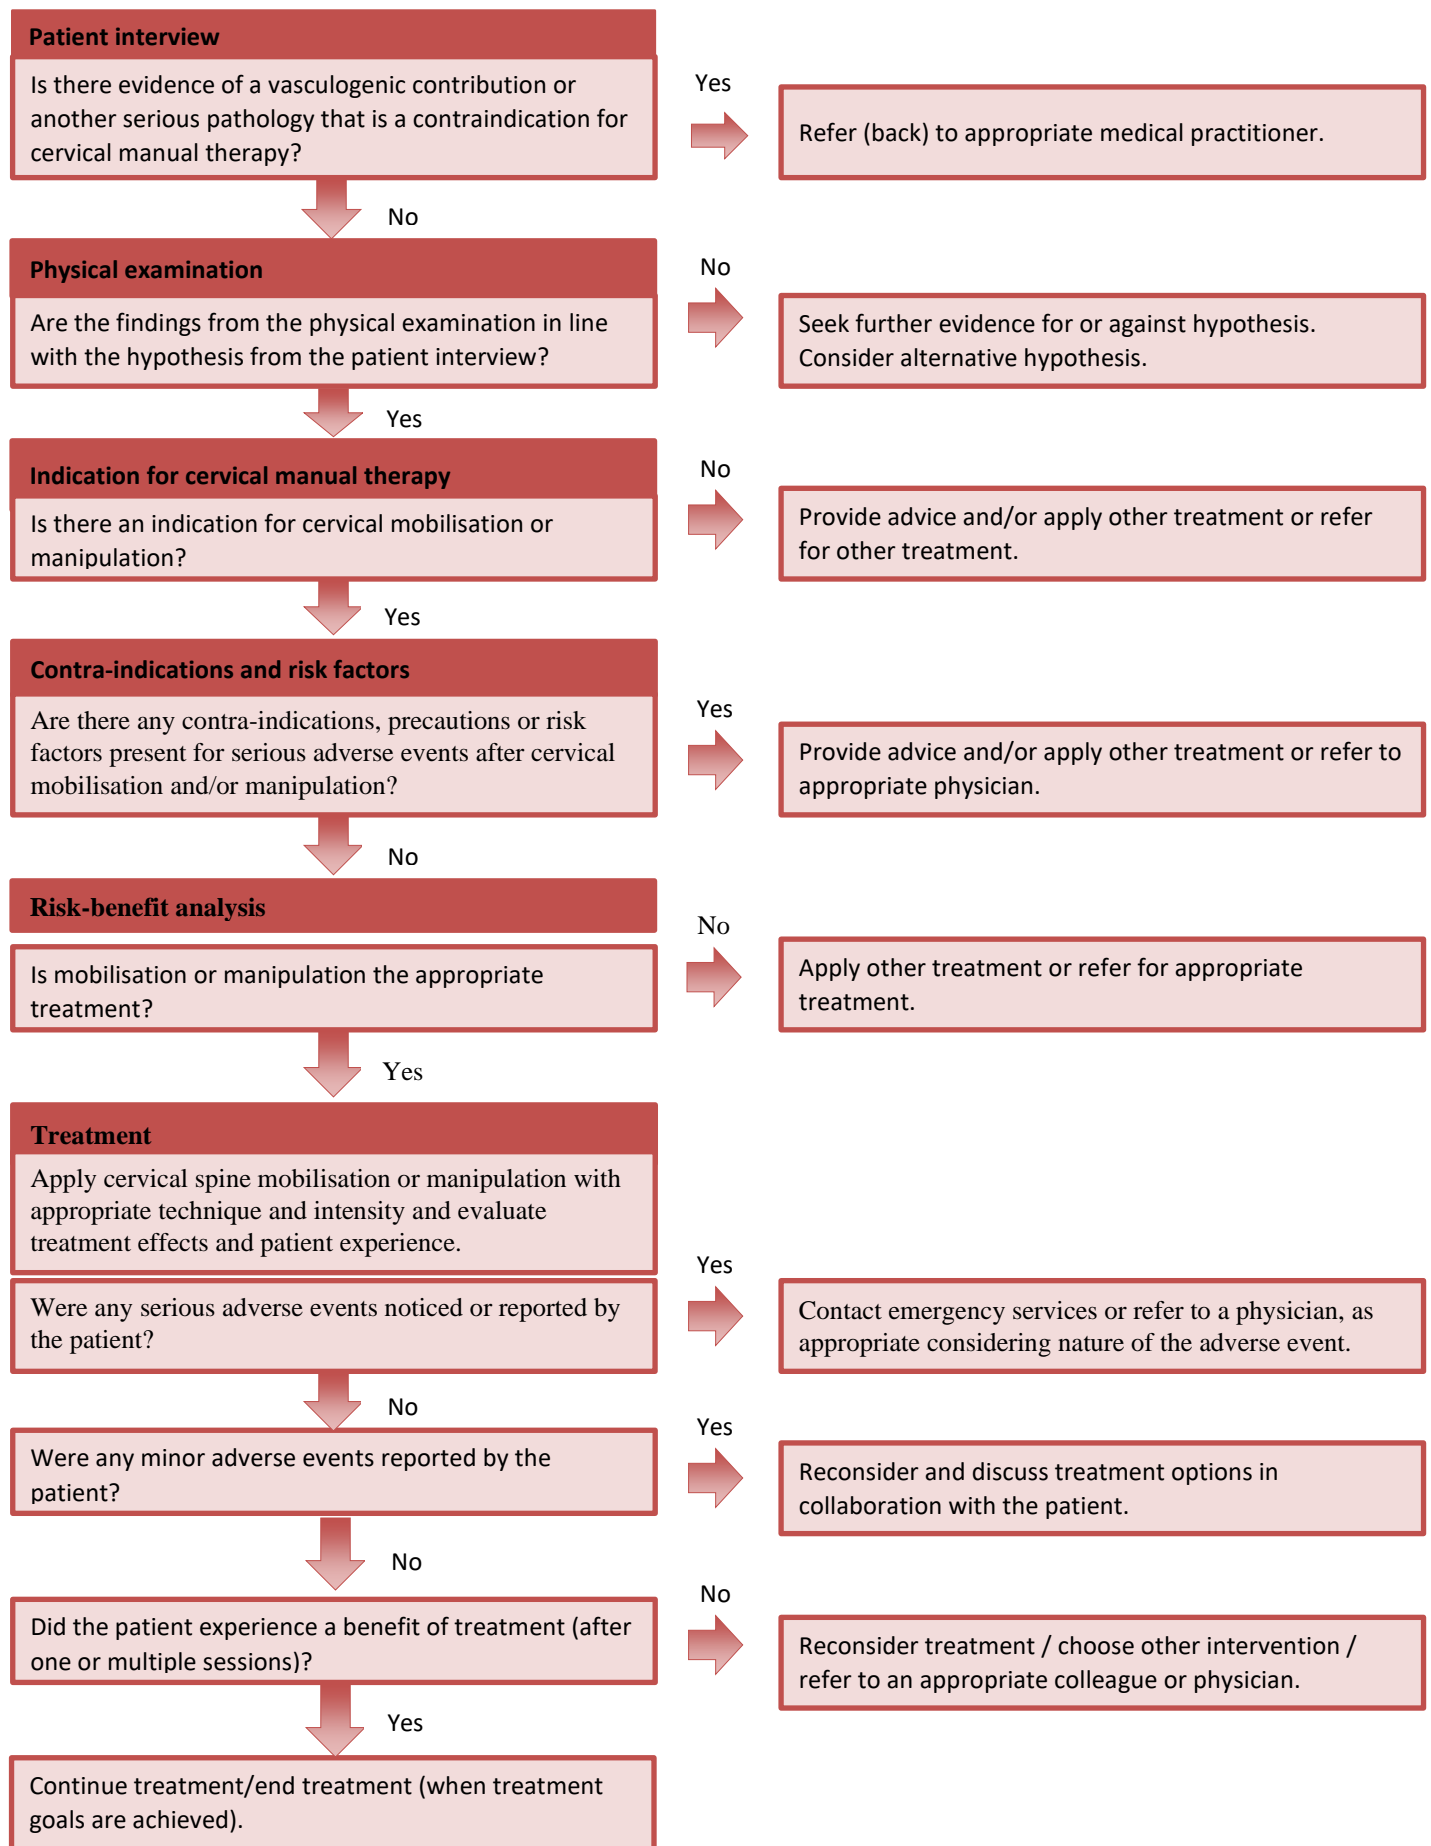 Patient interview
Is there evidence of a vasculogenic contribution or
another serious pathology that is a contraindication for
cervical manual therapy?
Yes
Refer (back) to appropriate medical practitioner.
No
Physical examination
Are the findings from the physical examination in line
with the hypothesis from the patient interview?
No
Seek further evidence for or against hypothesis.
Consider alternative hypothesis.
Yes
Indication for cervical manual therapy
Is there an indication for cervical mobilisation or
manipulation?
No
Provide advice and/or apply other treatment or refer
for other treatment.
Yes
Contra-indications and risk factors
Are there any contra-indications, precautions or risk
factors present for serious adverse events after cervical
mobilisation and/or manipulation?
Yes
Provide advice and/or apply other treatment or refer to
appropriate physician.
No
Risk-benefit analysis
Is mobilisation or manipulation the appropriate
treatment?
No
Apply other treatment or refer for appropriate
treatment.
Yes
Treatment
Apply cervical spine mobilisation or manipulation with
appropriate technique and intensity and evaluate
treatment effects and patient experience.
Were any serious adverse events noticed or reported by
the patient?
Yes
Contact emergency services or refer to a physician, as
appropriate considering nature of the adverse event.
No
Were any minor adverse events reported by the
patient?
Yes
Reconsider and discuss treatment options in
collaboration with the patient.
No
Did the patient experience a benefit of treatment (after
one or multiple sessions)?
No
Reconsider treatment / choose other intervention /
refer to an appropriate colleague or physician.
Yes
Continue treatment/end treatment (when treatment
goals are achieved).